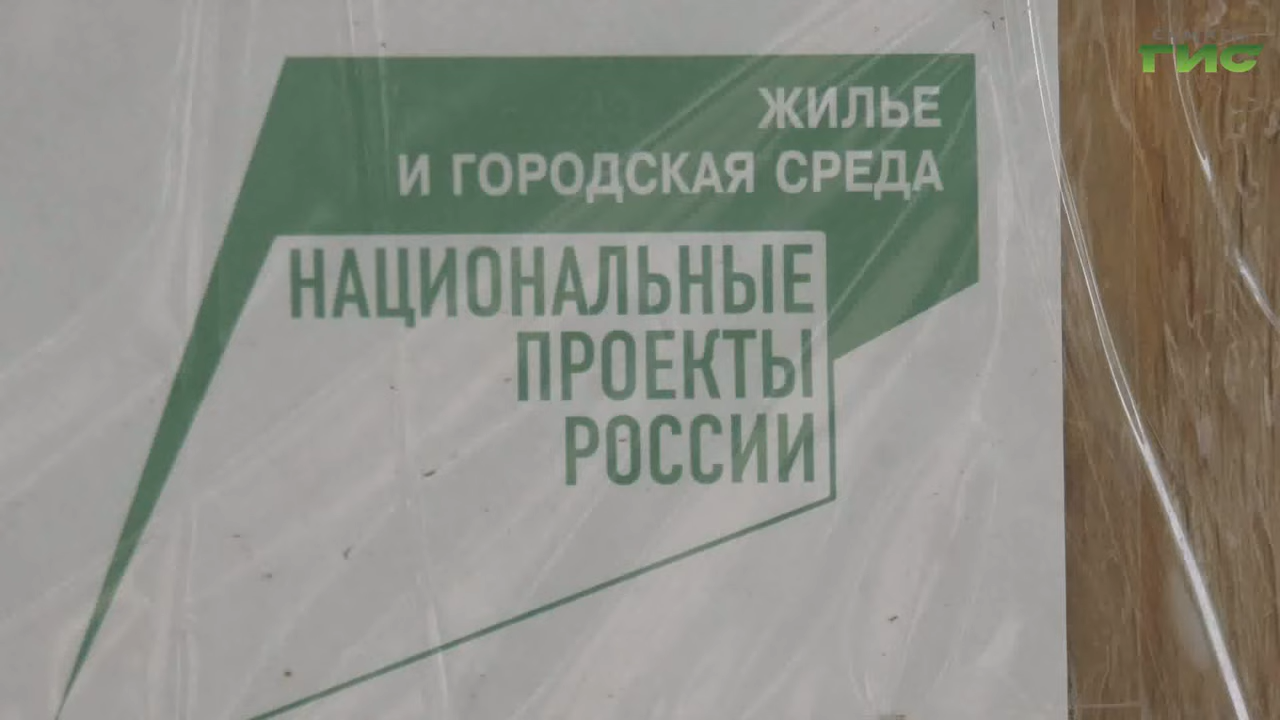 ЖИЛЬЕ
И ГОРОДСКАЯ СРЕДА
НАЦИОНАЛЬНЫЕ
ПРОЕКТЫ
РОССИИ
ГИС